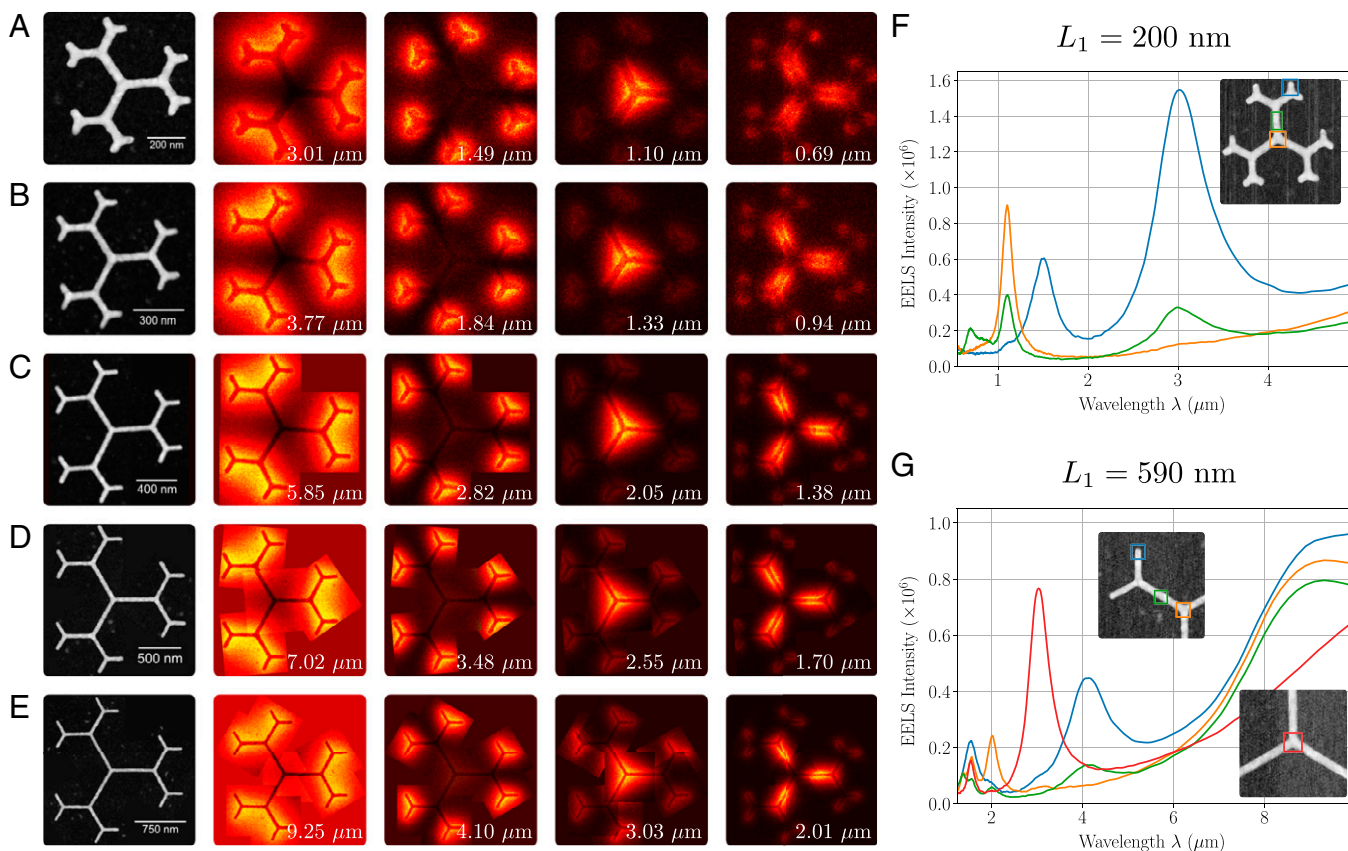 A
200 nm
3.01 μm
1.49 μm
1.10 μm
0.69 μm
B
300 nm
3.77 μm
1.84 μm
1.33 μm
0.94 μm
C
400 nm
5.85 μm
2.82 μm
2.05 μm
1.38 μm
D
500 nm
7.02 μm
3.48 μm
2.55 μm
1.70 μm
E
750 nm
9.25 μm
4.10 μm
3.03 μm
2.01 μm
F
L₁ = 200 nm
EELS Intensity (×10⁶)
1.6
1.4
1.2
1.0
0.8
0.6
0.4
0.2
0.0
1 2 3 4
Wavelength λ (μm)
G
L₁ = 590 nm
EELS Intensity (×10⁶)
1.0
0.8
0.6
0.4
0.2
0.0
2 4 6 8
Wavelength λ (μm)